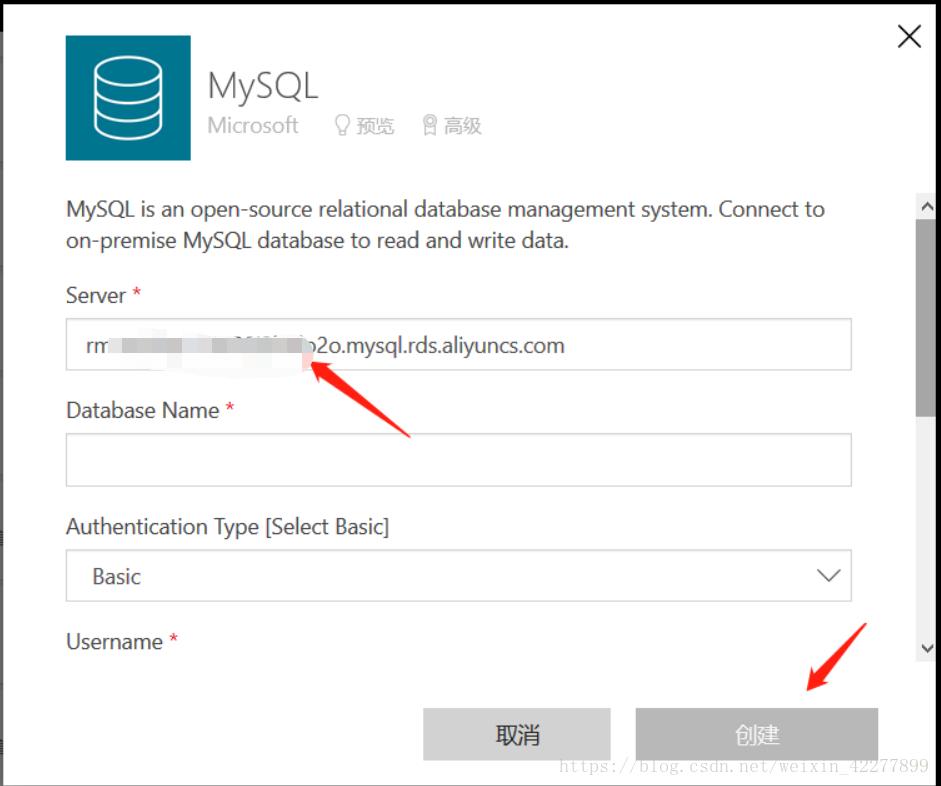 MySQL
Microsoft 预览 高级
MySQL is an open-source relational database management system. Connect to
on-premise MySQL database to read and write data.
Server *
rm 2o.mysql.rds.aliyuncs.com
Database Name *
Authentication Type [Select Basic]
Basic
Username *
取消 创建
https://blog.csdn.net/weixin_42277899